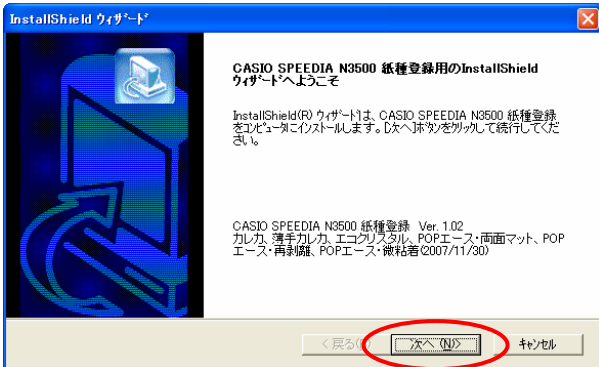 InstallShield ウィザード
CASIO SPEEDIA N3500 紙種登録用のInstallShield
ウィザードへようこそ
InstallShield(R) ウィザードは、CASIO SPEEDIA N3500 紙種登録
をコンピュータにインストールします。[次へ]ボタンをクリックして続行してくだ
さい。
CASIO SPEEDIA N3500 紙種登録 Ver. 1.02
カレカ、薄手カレカ、エコクリスタル、POPエース・両面マット、POP
エース・再剥離、POPエース・微粘着(2007/11/30)
< 戻る(B) 次へ (N)> キャンセル